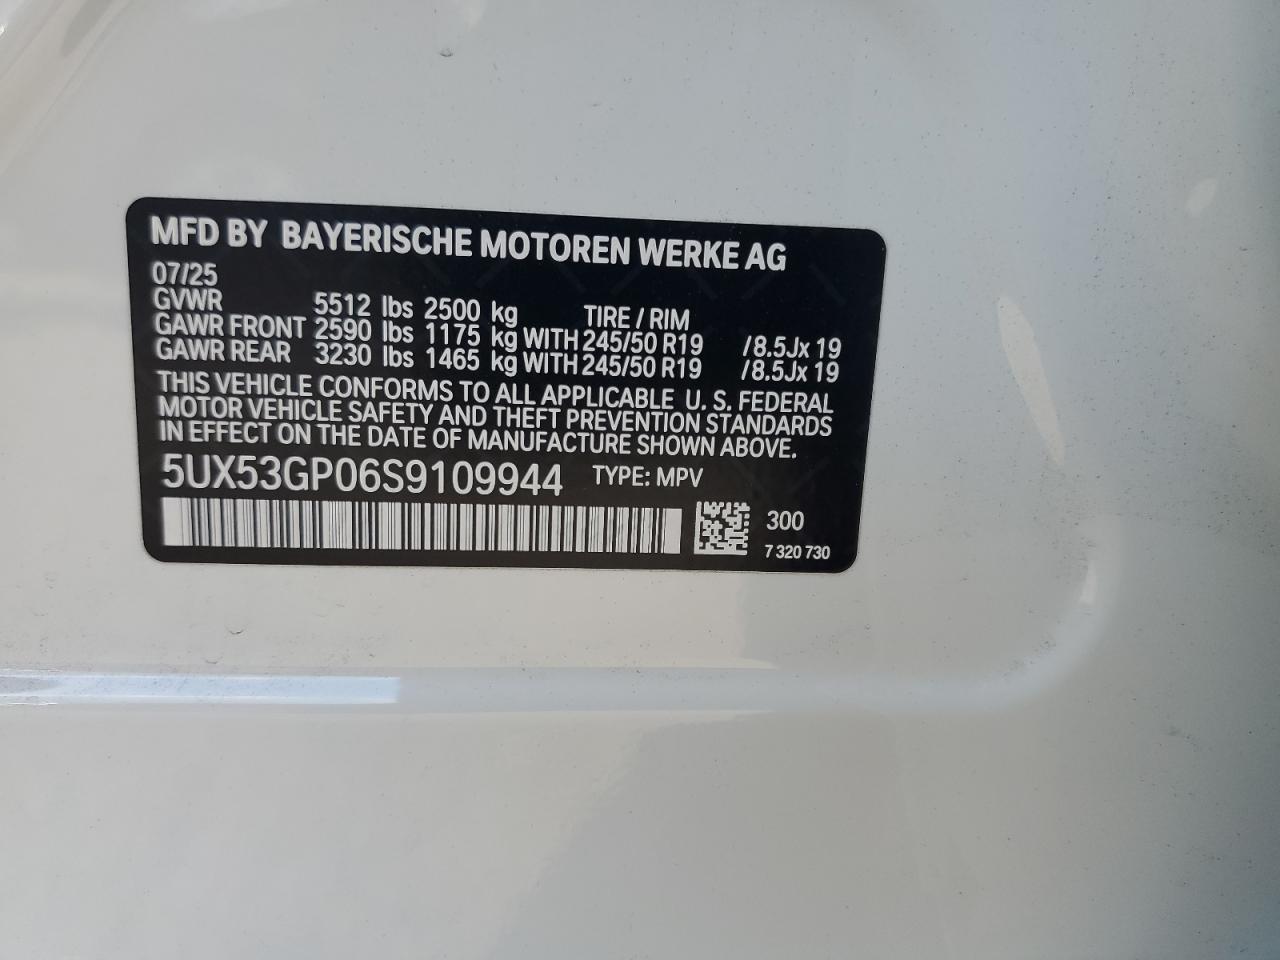 MFD BY BAYERISCHE MOTOREN WERKE AG
07/25
GVWR 5512 lbs 2500 kg TIRE / RIM
GAWR FRONT 2590 lbs 1175 kg WITH 245/50 R19 /8.5Jx 19
GAWR REAR 3230 lbs 1465 kg WITH 245/50 R19 /8.5Jx 19
THIS VEHICLE CONFORMS TO ALL APPLICABLE U. S. FEDERAL
MOTOR VEHICLE SAFETY AND THEFT PREVENTION STANDARDS
IN EFFECT ON THE DATE OF MANUFACTURE SHOWN ABOVE.
5UX53GP06S9109944 TYPE: MPV
300
7 320 730